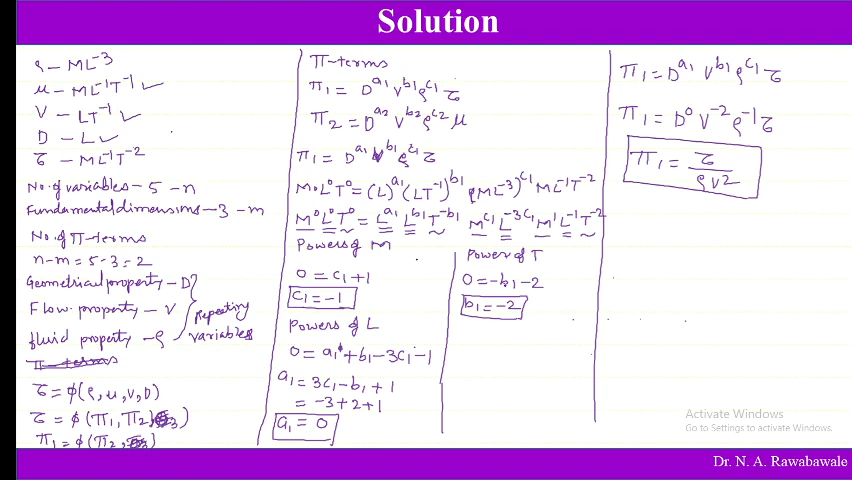 Solution
ρ – ML⁻³
μ – ML⁻¹T⁻¹ ✓
V – LT⁻¹ ✓
D – L ✓
τ – ML⁻¹T⁻²
No. of variables – 5 – n
Fundamental dimensions – 3 – m
No. of π-terms
n-m = 5-3 = 2
Geometrical property – D
Flow property – V
fluid property – ρ
Repeating variables
π-terms
τ = φ(ρ, μ, V, D)
τ = φ(π₁, π₂)
π₁ = φ(π₂)
π-terms
π₁ = D^a₁ V^b₁ ρ^c₁ τ
π₂ = D^a₂ V^b₂ ρ^c₂ μ
π₁ = D^a₁ V^b₁ ρ^c₁ τ
M⁰L⁰T⁰ = (L)^a₁ (LT⁻¹)^b₁ (ML⁻³)^c₁ ML⁻¹T⁻²
M⁰L⁰T⁰ = L^a₁ L^b₁ T^-b₁ M^c₁ L^-3c₁ M¹L⁻¹T⁻²
Powers of M
0 = c₁ + 1
c₁ = -1
Powers of L
0 = a₁ + b₁ - 3c₁ - 1
a₁ = 3c₁ - b₁ + 1
= -3 + 2 + 1
a₁ = 0
Power of T
0 = -b₁ - 2
b₁ = -2
π₁ = D^a₁ V^b₁ ρ^c₁ τ
π₁ = D⁰ V⁻² ρ⁻¹ τ
π₁ = τ / ρV²
Activate Windows
Go to Settings to activate Windows.
Dr. N. A. Rawabawale